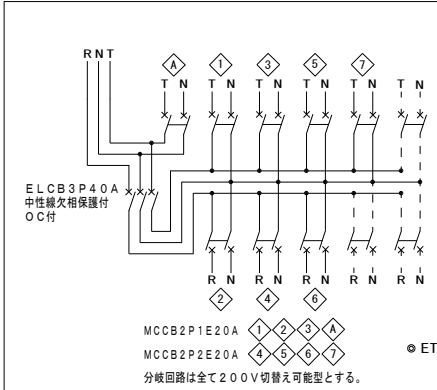 R N T
A 1 3 5 7
T N T N T N T N T N T N
ELCB3P40A
中性線欠相保護付
OC付
R N R N R N R N R N
2 4 6
MCCB2P1E20A 1 2 3 A
MCCB2P2E20A 4 5 6 7
分岐回路は全て200V切替え可能型とする。
© ET